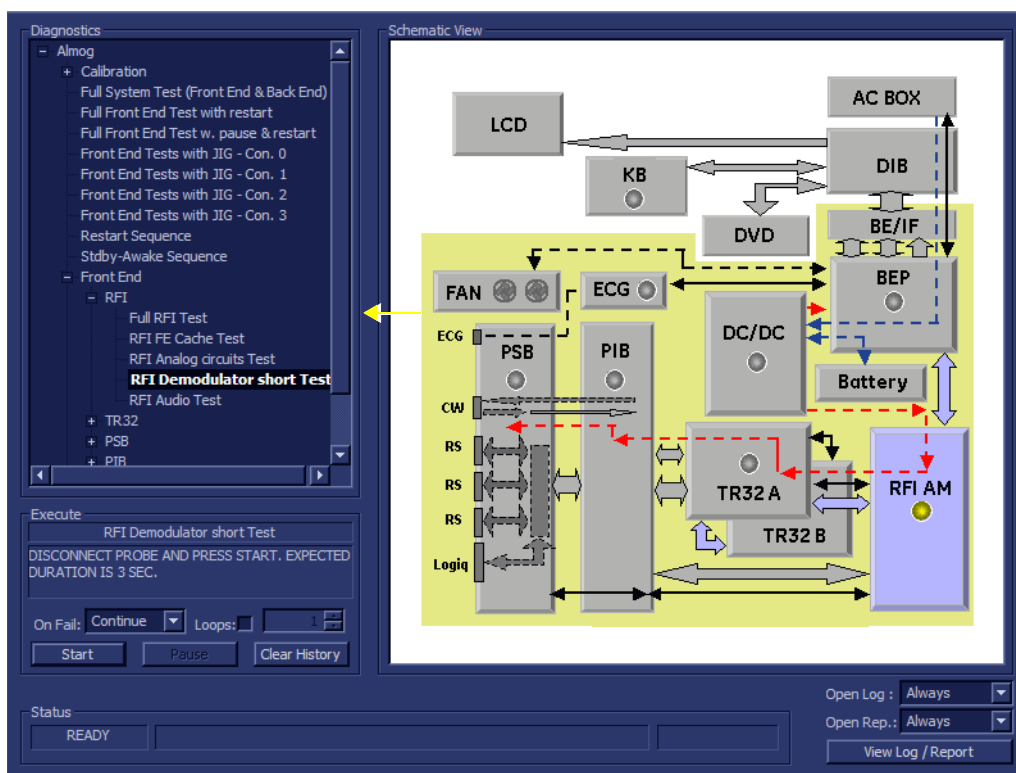 Diagnostics
Almog
Calibration
Full System Test (Front End & Back End)
Full Front End Test with restart
Full Front End Test w. pause & restart
Front End Tests with JIG - Con. 0
Front End Tests with JIG - Con. 1
Front End Tests with JIG - Con. 2
Front End Tests with JIG - Con. 3
Restart Sequence
Stdby-Awake Sequence
Front End
RFI
Full RFI Test
RFI FE Cache Test
RFI Analog circuits Test
RFI Demodulator short Test
RFI Audio Test
TR32
PSB
PIB
Execute
RFI Demodulator short Test
DISCONNECT PROBE AND PRESS START. EXPECTED
DURATION IS 3 SEC.
On Fail: Continue Loops: 1
Start Pause Clear History
Schematic View
AC BOX
LCD
DIB
KB
DVD
BE/IF
BEP
FAN
ECG
DC/DC
ECG
PSB
PIB
Battery
CW
RS
RS
RS
Logiq
TR32 A
TR32 B
RFI AM
Status
READY
Open Log : Always
Open Rep.: Always
View Log / Report